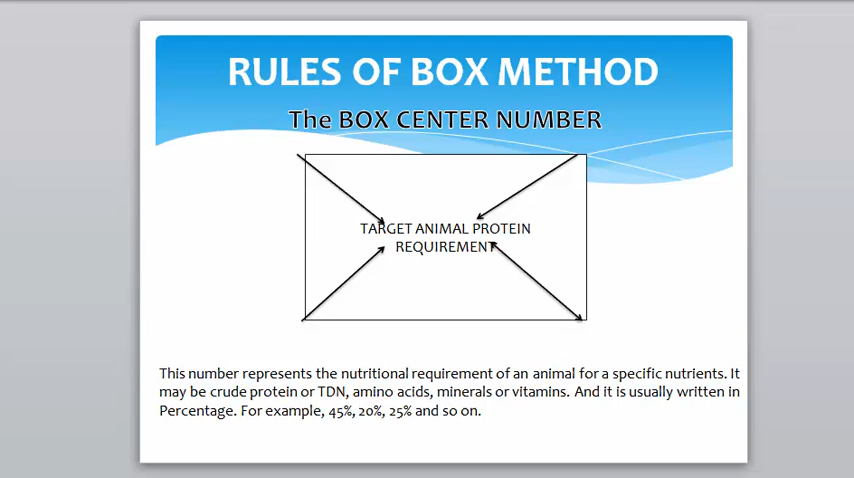 RULES OF BOX METHOD
The BOX CENTER NUMBER
TARGET ANIMAL PROTEIN
REQUIREMENT
This number represents the nutritional requirement of an animal for a specific nutrients. It
may be crude protein or TDN, amino acids, minerals or vitamins. And it is usually written in
Percentage. For example, 45%, 20%, 25% and so on.